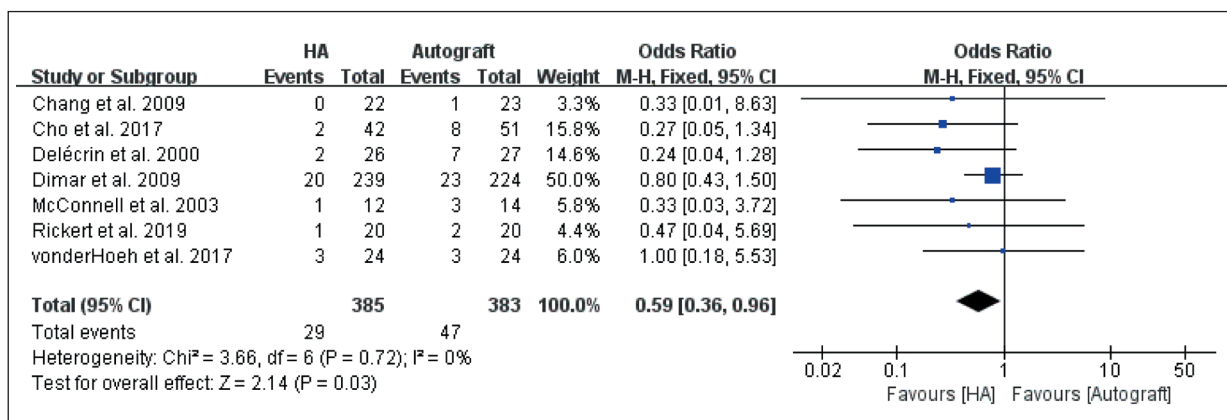 HA Autograft Odds Ratio Odds Ratio
Study or Subgroup Events Total Events Total Weight M-H, Fixed, 95% CI M-H, Fixed, 95% CI
Chang et al. 2009 0 22 1 23 3.3% 0.33 [0.01, 8.63]
Cho et al. 2017 2 42 8 51 15.8% 0.27 [0.05, 1.34]
Delécrin et al. 2000 2 26 7 27 14.6% 0.24 [0.04, 1.28]
Dimar et al. 2009 20 239 23 224 50.0% 0.80 [0.43, 1.50]
McConnell et al. 2003 1 12 3 14 5.8% 0.33 [0.03, 3.72]
Rickert et al. 2019 1 20 2 20 4.4% 0.47 [0.04, 5.69]
vonderHoeh et al. 2017 3 24 3 24 6.0% 1.00 [0.18, 5.53]
Total (95% CI) 385 383 100.0% 0.59 [0.36, 0.96]
Total events 29 47
Heterogeneity: Chi² = 3.66, df = 6 (P = 0.72); I² = 0%
Test for overall effect: Z = 2.14 (P = 0.03)
0.02 0.1 1 10 50
Favours [HA] Favours [Autograft]